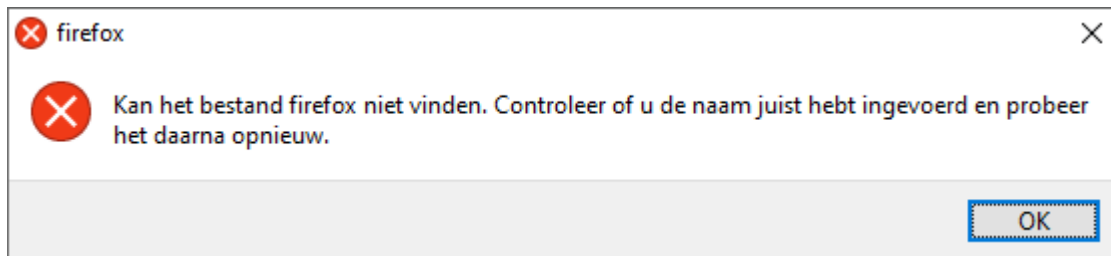 firefox
Kan het bestand firefox niet vinden. Controleer of u de naam juist hebt ingevoerd en probeer
het daarna opnieuw.
OK